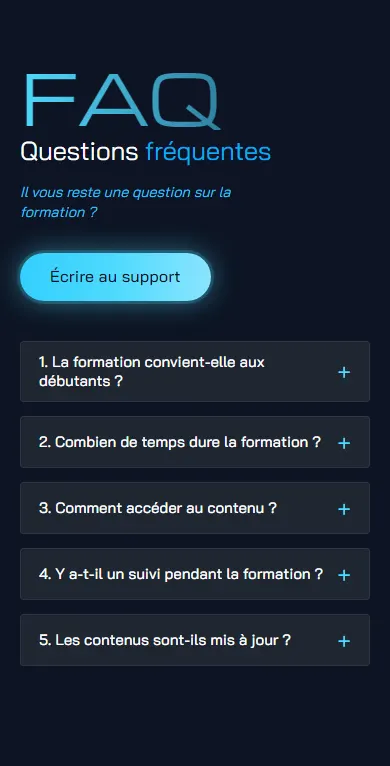 FAQ
Questions fréquentes
Il vous reste une question sur la
formation ?
Écrire au support
1. La formation convient-elle aux
débutants ?
+
2. Combien de temps dure la formation ?
+
3. Comment accéder au contenu ?
+
4. Y a-t-il un suivi pendant la formation ?
+
5. Les contenus sont-ils mis à jour ?
+